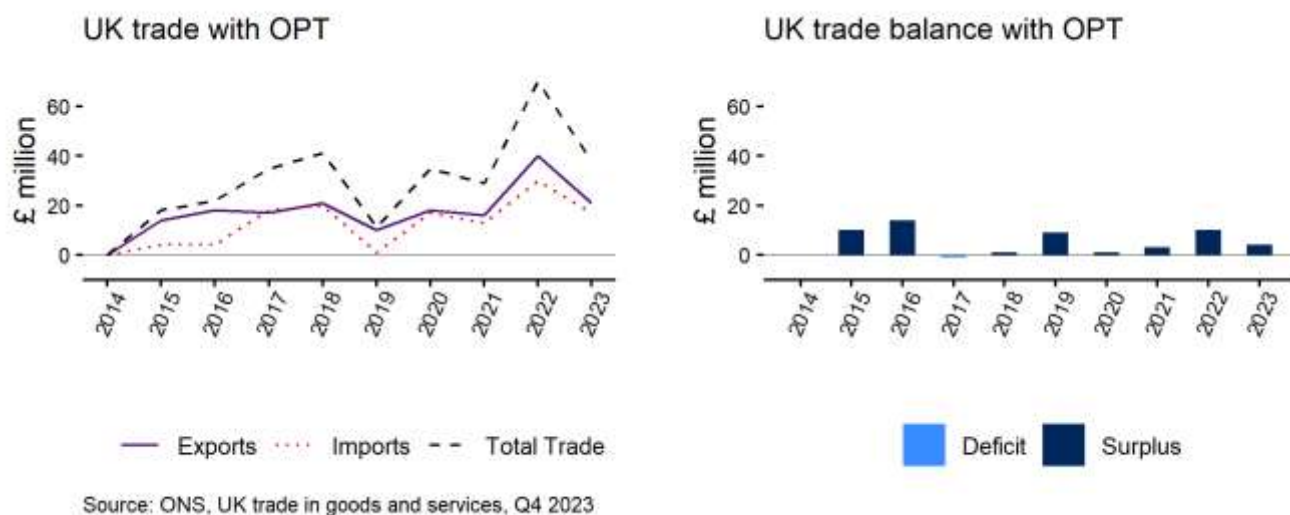 UK trade with OPT
£ million
60
40
20
0
2014 2015 2016 2017 2018 2019 2020 2021 2022 2023
Exports Imports Total Trade
UK trade balance with OPT
£ million
60
40
20
0
2014 2015 2016 2017 2018 2019 2020 2021 2022 2023
Deficit Surplus
Source: ONS, UK trade in goods and services, Q4 2023